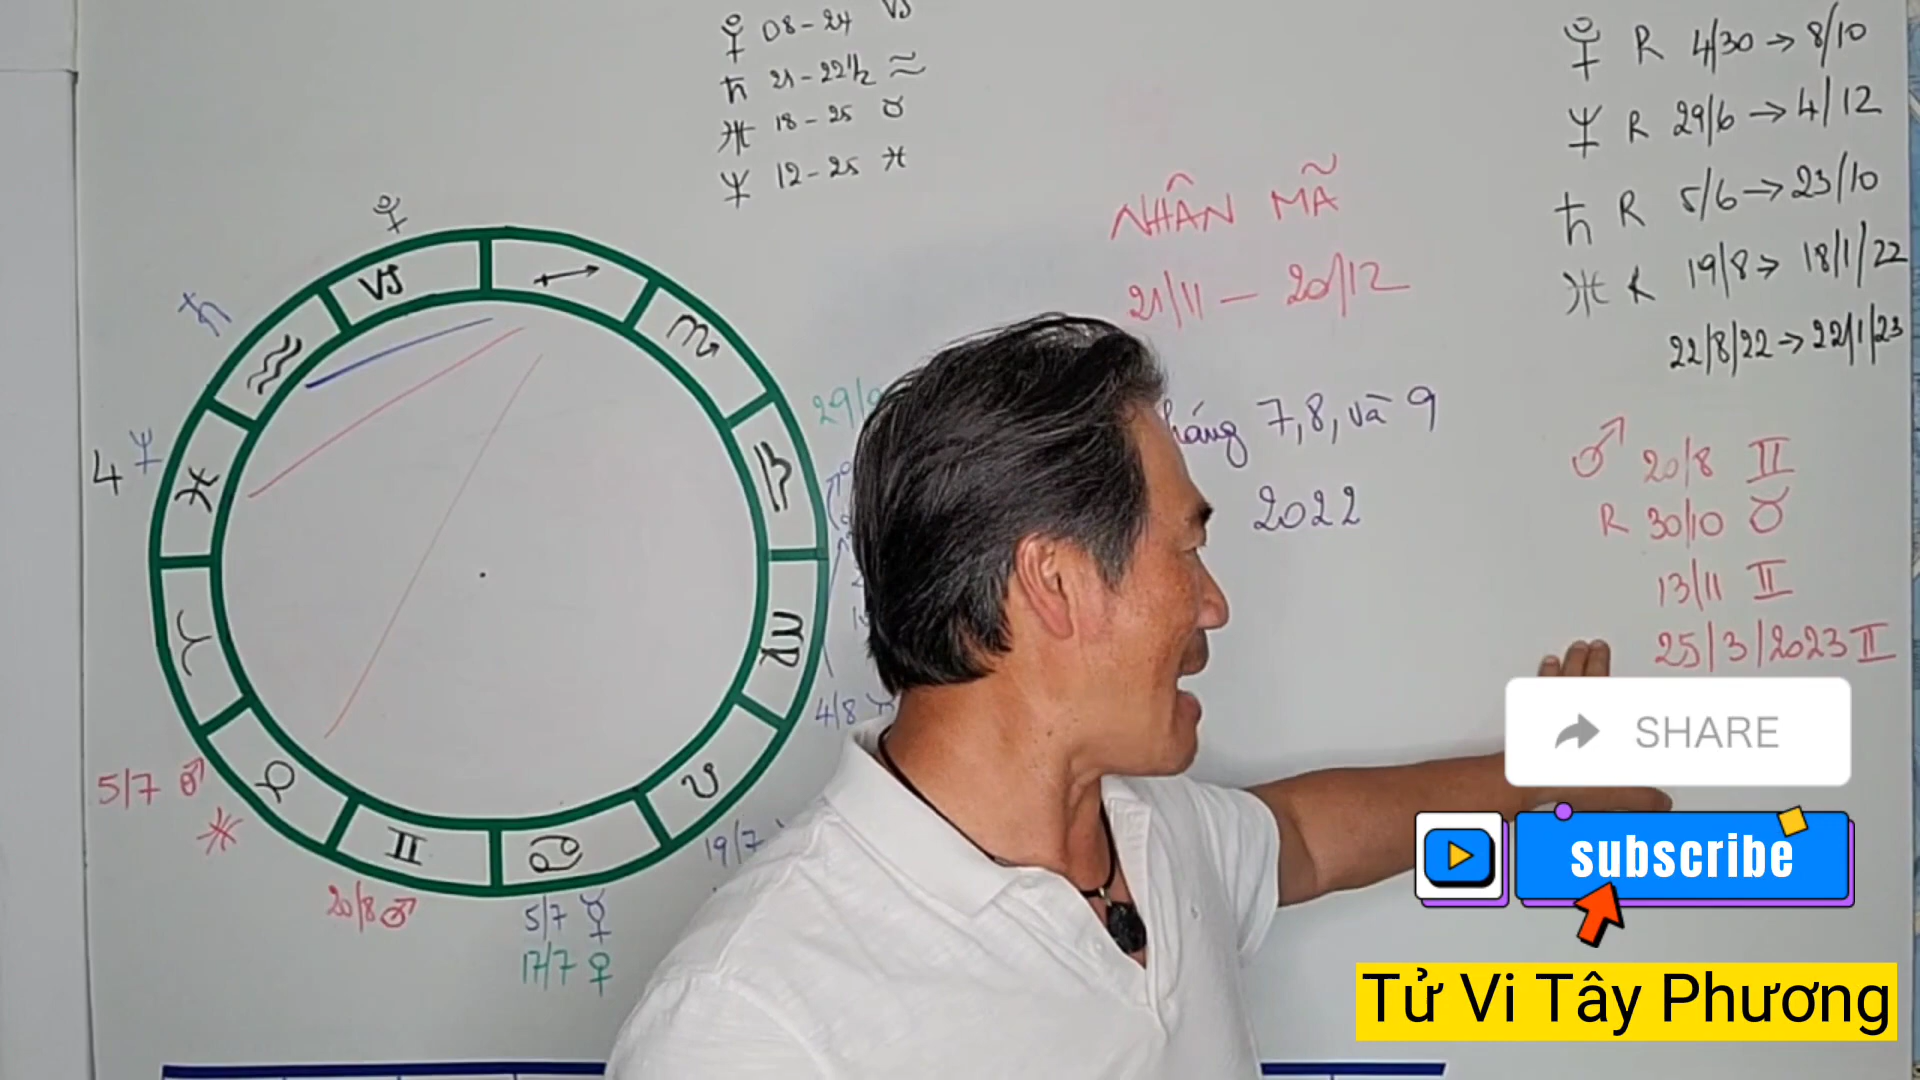 ♇ 08-24 ♑
♄ 21-22½ ♒
♅ 18-25 ♉
♆ 12-25 ♓
♇ R 4/30 → 8/10
♆ R 29/6 → 4/12
♄ R 5/6 → 23/10
♅ R 19/8 → 18/1/22
22/8/22 → 22/1/23
NHÂN MÃ
21/11 - 20/12
7,8, và 9
2022
♂ 20/8 ♊
R 30/10 ♉
13/11 ♊
25/3/2023 ♊
♇
♄
4 ♆
♑ ♐ ♏ ♎ ♍ ♌ ♋ ♊ ♉ ♈ ♓ ♒
5/7 ♂
♅
20/8 ♂
5/7 ☿
17/7 ♀
19/7
4/8
SHARE
subscribe
Tử Vi Tây Phương